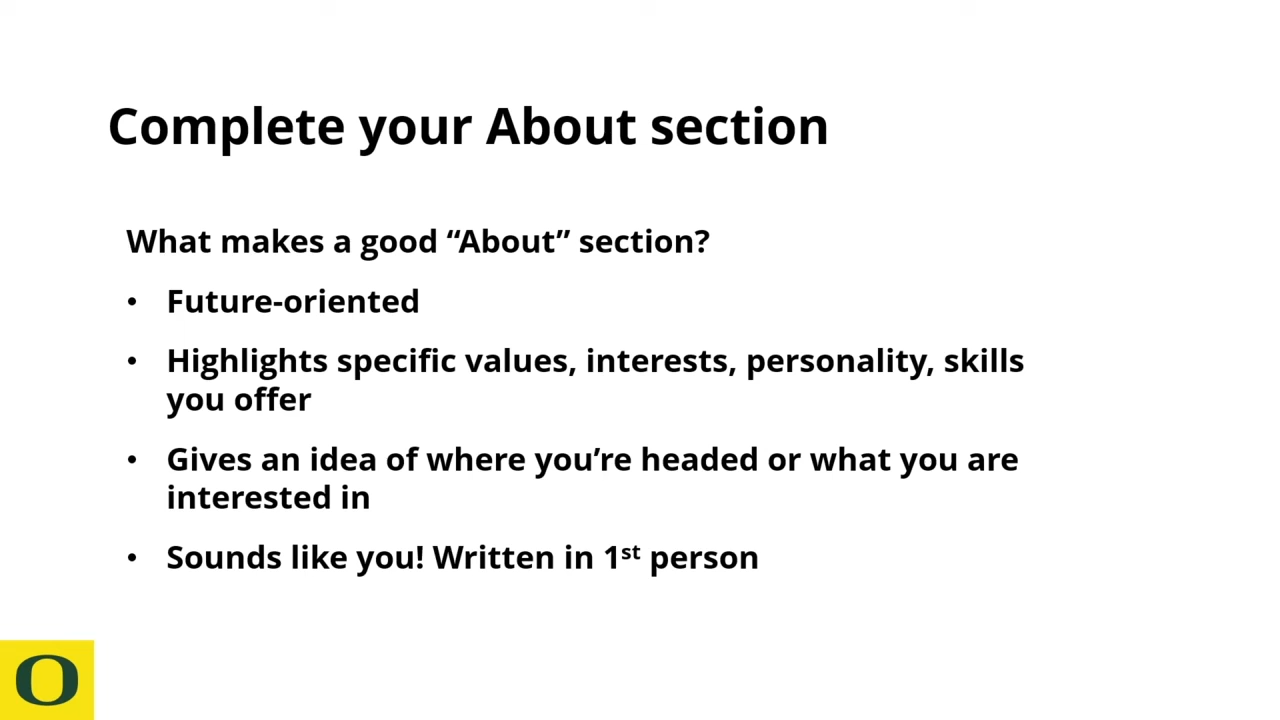 Complete your About section
What makes a good “About” section?
• Future-oriented
• Highlights specific values, interests, personality, skills
you offer
• Gives an idea of where you’re headed or what you are
interested in
• Sounds like you! Written in 1st person
O